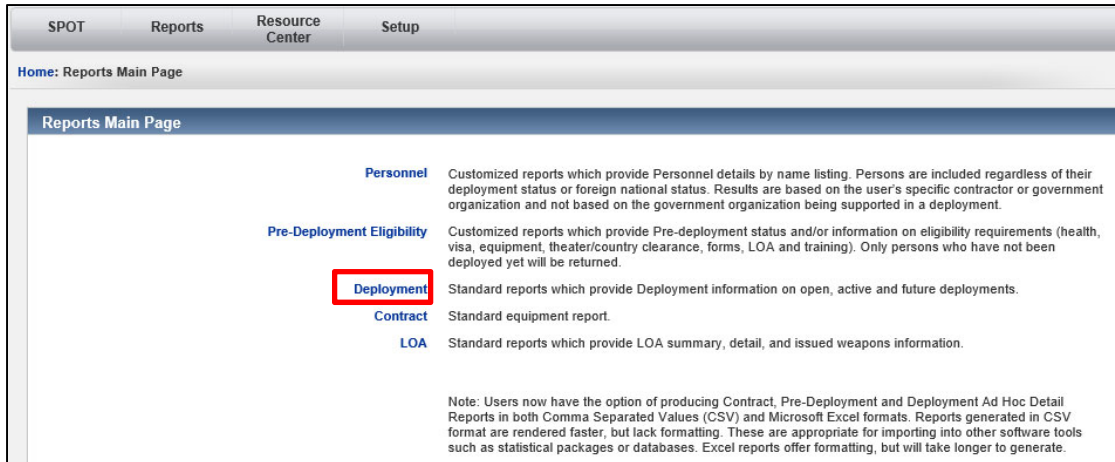 SPOT Reports Resource Center Setup
Home: Reports Main Page
Reports Main Page
Personnel Customized reports which provide Personnel details by name listing. Persons are included regardless of their
deployment status or foreign national status. Results are based on the user's specific contractor or government
organization and not based on the government organization being supported in a deployment.
Pre-Deployment Eligibility Customized reports which provide Pre-deployment status and/or information on eligibility requirements (health,
visa, equipment, theater/country clearance, forms, LOA and training). Only persons who have not been
deployed yet will be returned.
Deployment Standard reports which provide Deployment information on open, active and future deployments.
Contract Standard equipment report.
LOA Standard reports which provide LOA summary, detail, and issued weapons information.
Note: Users now have the option of producing Contract, Pre-Deployment and Deployment Ad Hoc Detail
Reports in both Comma Separated Values (CSV) and Microsoft Excel formats. Reports generated in CSV
format are rendered faster, but lack formatting. These are appropriate for importing into other software tools
such as statistical packages or databases. Excel reports offer formatting, but will take longer to generate.